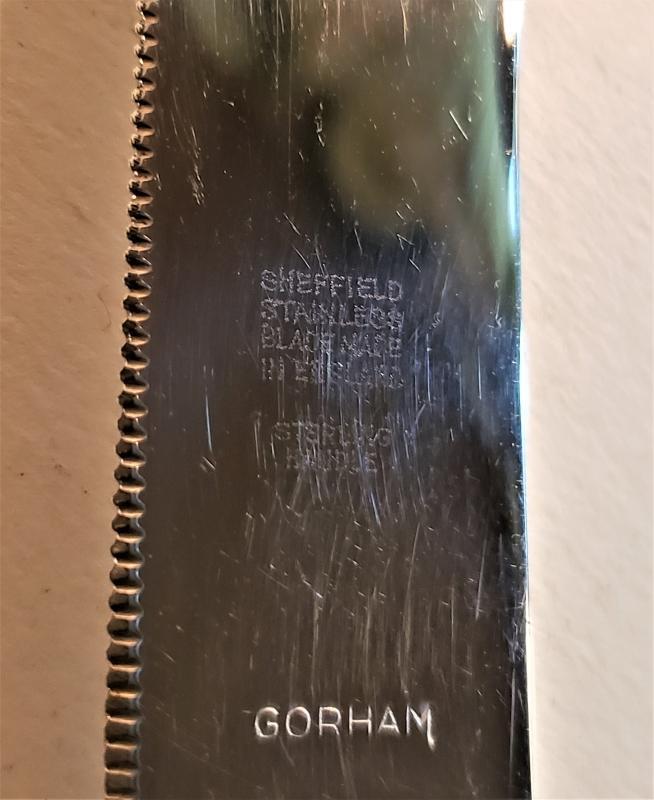 SHEFFIELD
STAINLESS
BLADE MADE
IN ENGLAND
STERLING
HANDLE
GORHAM